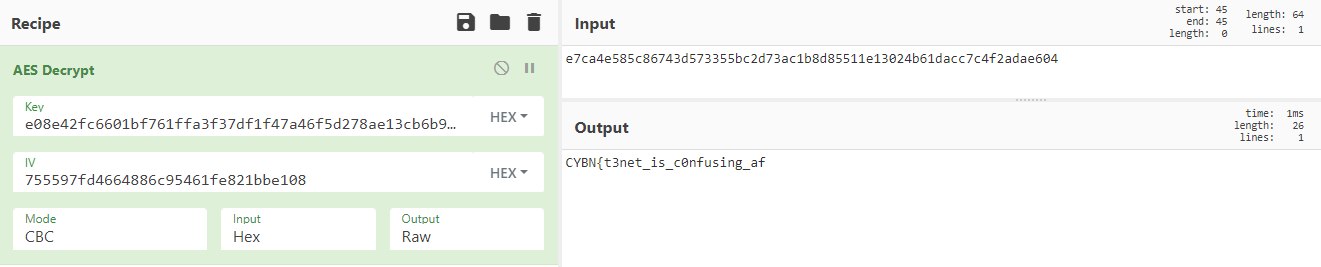 Recipe
AES Decrypt
Key
e08e42fc6601bf761ffa3f37df1f47a46f5d278ae13cb6b9...
HEX
IV
755597fd4664886c95461fe821bbe108
HEX
Mode
CBC
Input
Hex
Output
Raw
Input
start: 45
end: 45
length: 0
length: 64
lines: 1
e7ca4e585c86743d573355bc2d73ac1b8d85511e13024b61dacc7c4f2adae604
Output
time: 1ms
length: 26
lines: 1
CYBN{t3net_is_c0nfusing_af